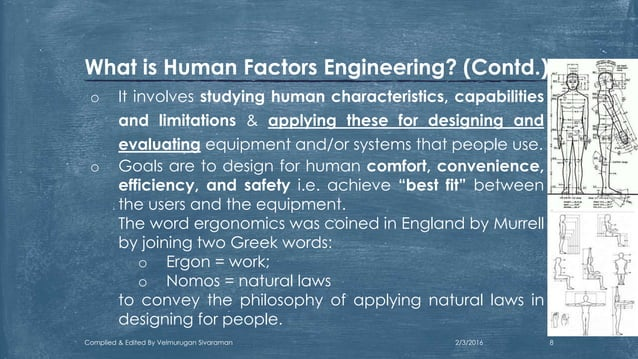 What is Human Factors Engineering? (Contd.)
o It involves studying human characteristics, capabilities
and limitations & applying these for designing and
evaluating equipment and/or systems that people use.
o Goals are to design for human comfort, convenience,
efficiency, and safety i.e. achieve “best fit” between
the users and the equipment.
The word ergonomics was coined in England by Murrell
by joining two Greek words:
o Ergon = work;
o Nomos = natural laws
to convey the philosophy of applying natural laws in
designing for people.
Complied & Edited By Velmurugan Sivaraman
2/3/2016
8